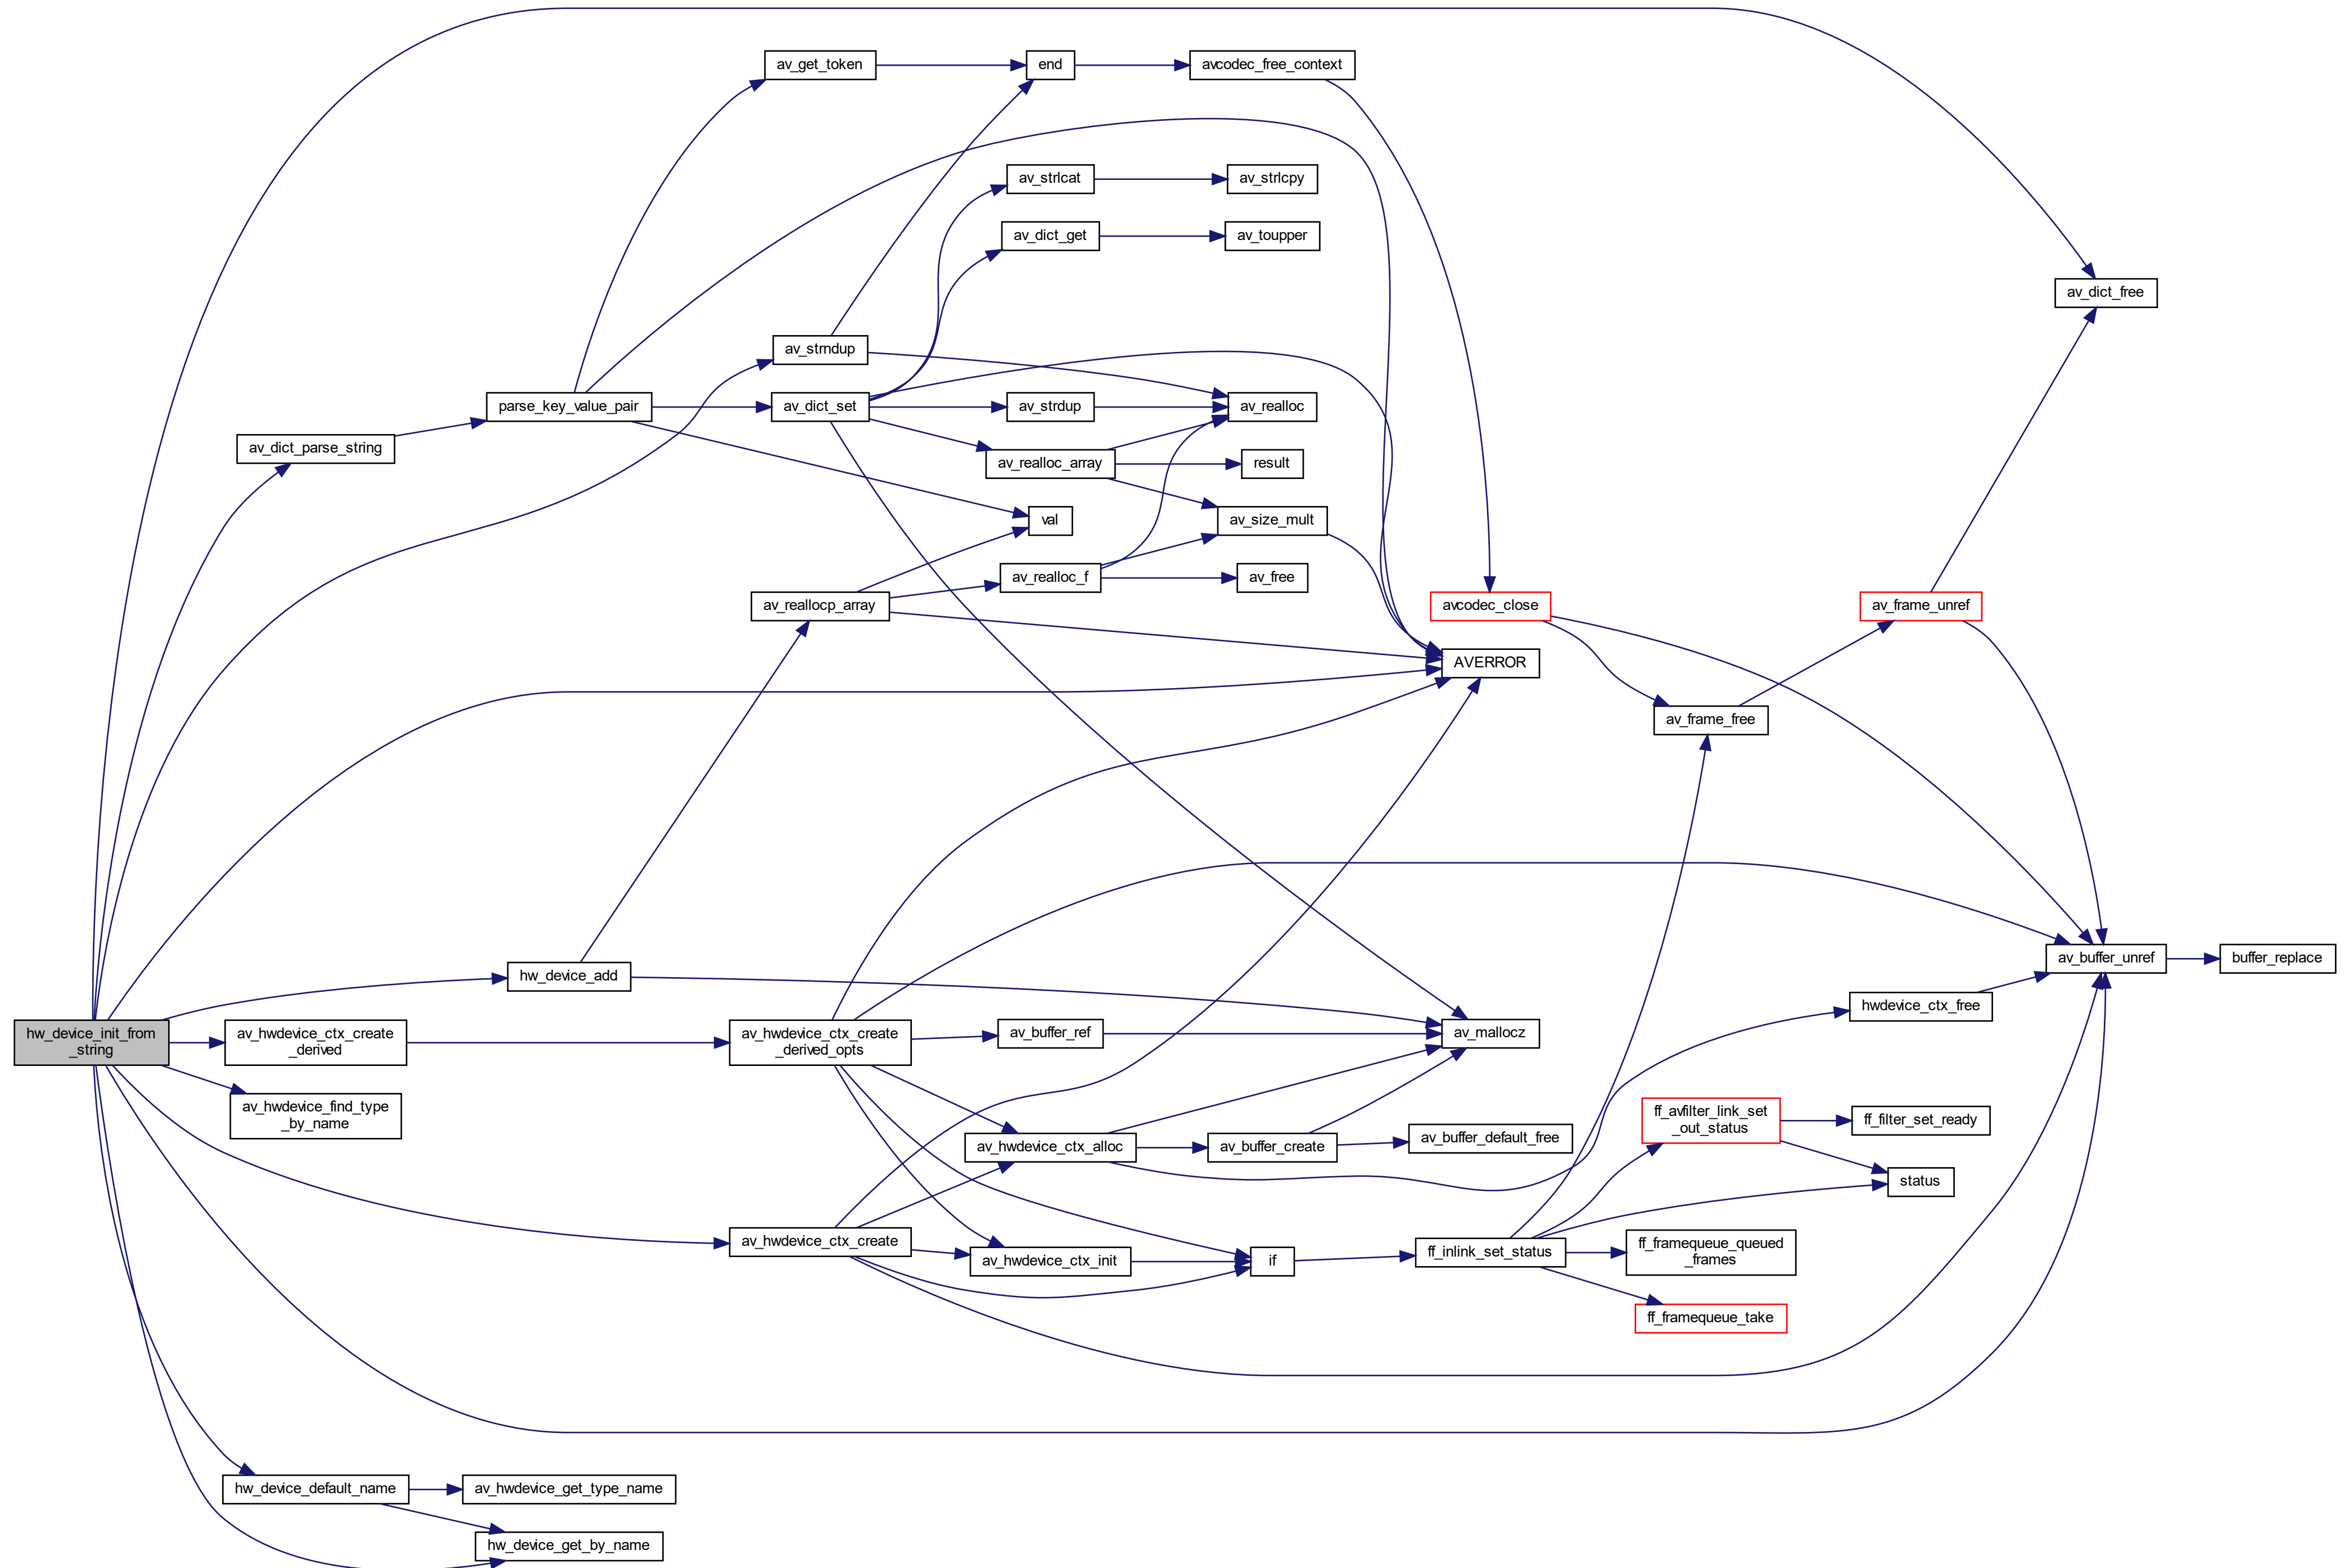 av_get_token
end
avcodec_free_context
av_strlcat
av_strlcpy
av_dict_get
av_toupper
av_dict_free
av_strndup
parse_key_value_pair
av_dict_set
av_strdup
av_realloc
av_dict_parse_string
av_realloc_array
result
val
av_size_mult
av_reallocp_array
av_realloc_f
av_free
avcodec_close
av_frame_unref
AVERROR
av_frame_free
hw_device_add
av_buffer_unref
buffer_replace
hwdevice_ctx_free
hw_device_init_from
_string
av_hwdevice_ctx_create
_derived
av_hwdevice_ctx_create
_derived_opts
av_buffer_ref
av_mallocz
av_hwdevice_find_type
_by_name
av_hwdevice_ctx_alloc
av_buffer_create
av_buffer_default_free
ff_avfilter_link_set
_out_status
ff_filter_set_ready
status
av_hwdevice_ctx_create
av_hwdevice_ctx_init
if
ff_inlink_set_status
ff_framequeue_queued
_frames
ff_framequeue_take
hw_device_default_name
av_hwdevice_get_type_name
hw_device_get_by_name